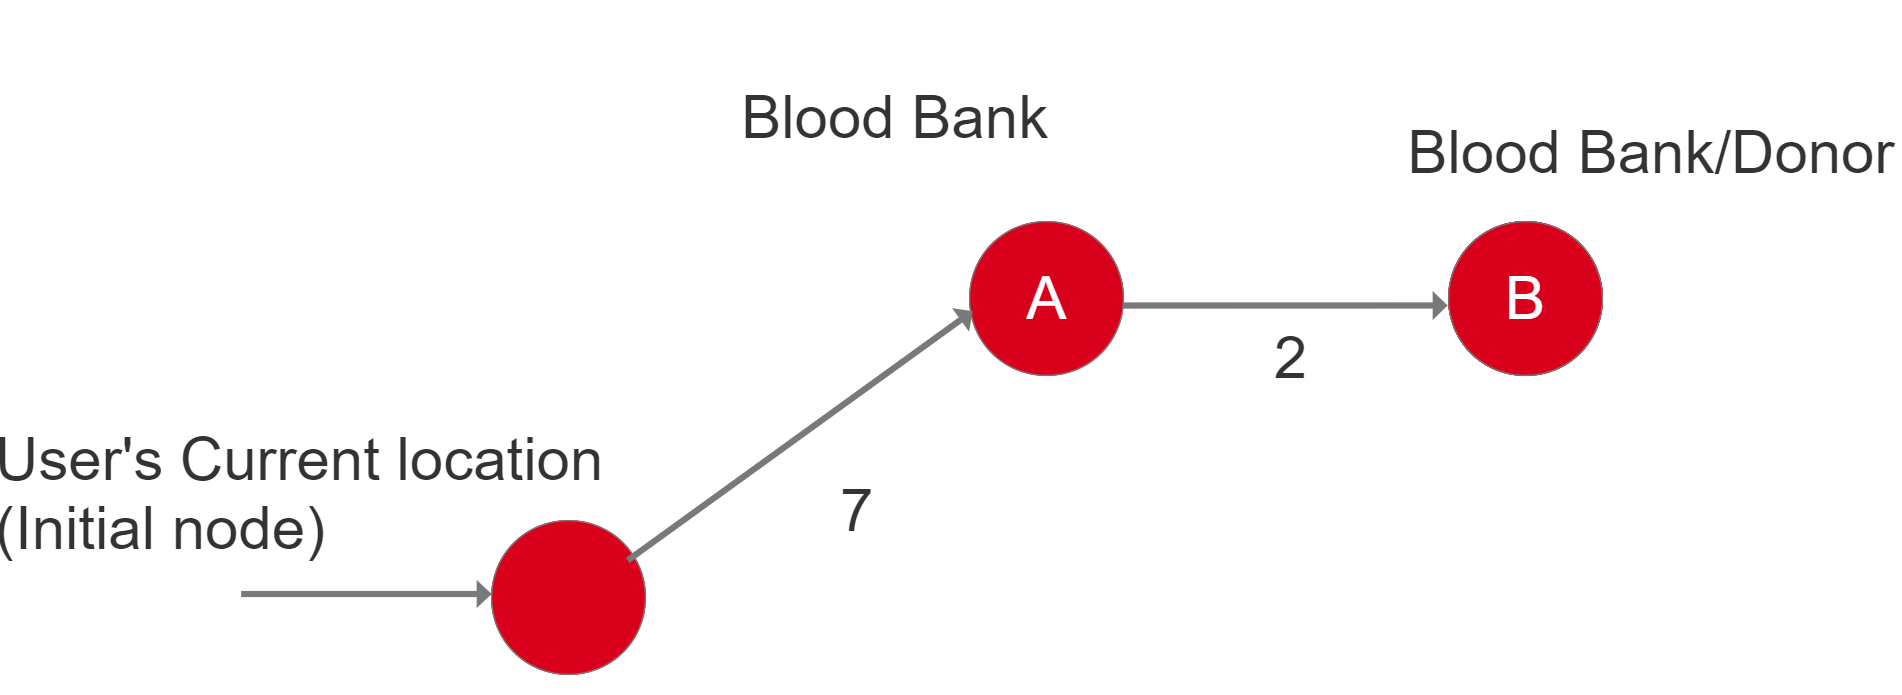 Blood Bank
Blood Bank/Donor
A
B
2
User's Current location
(Initial node)
7